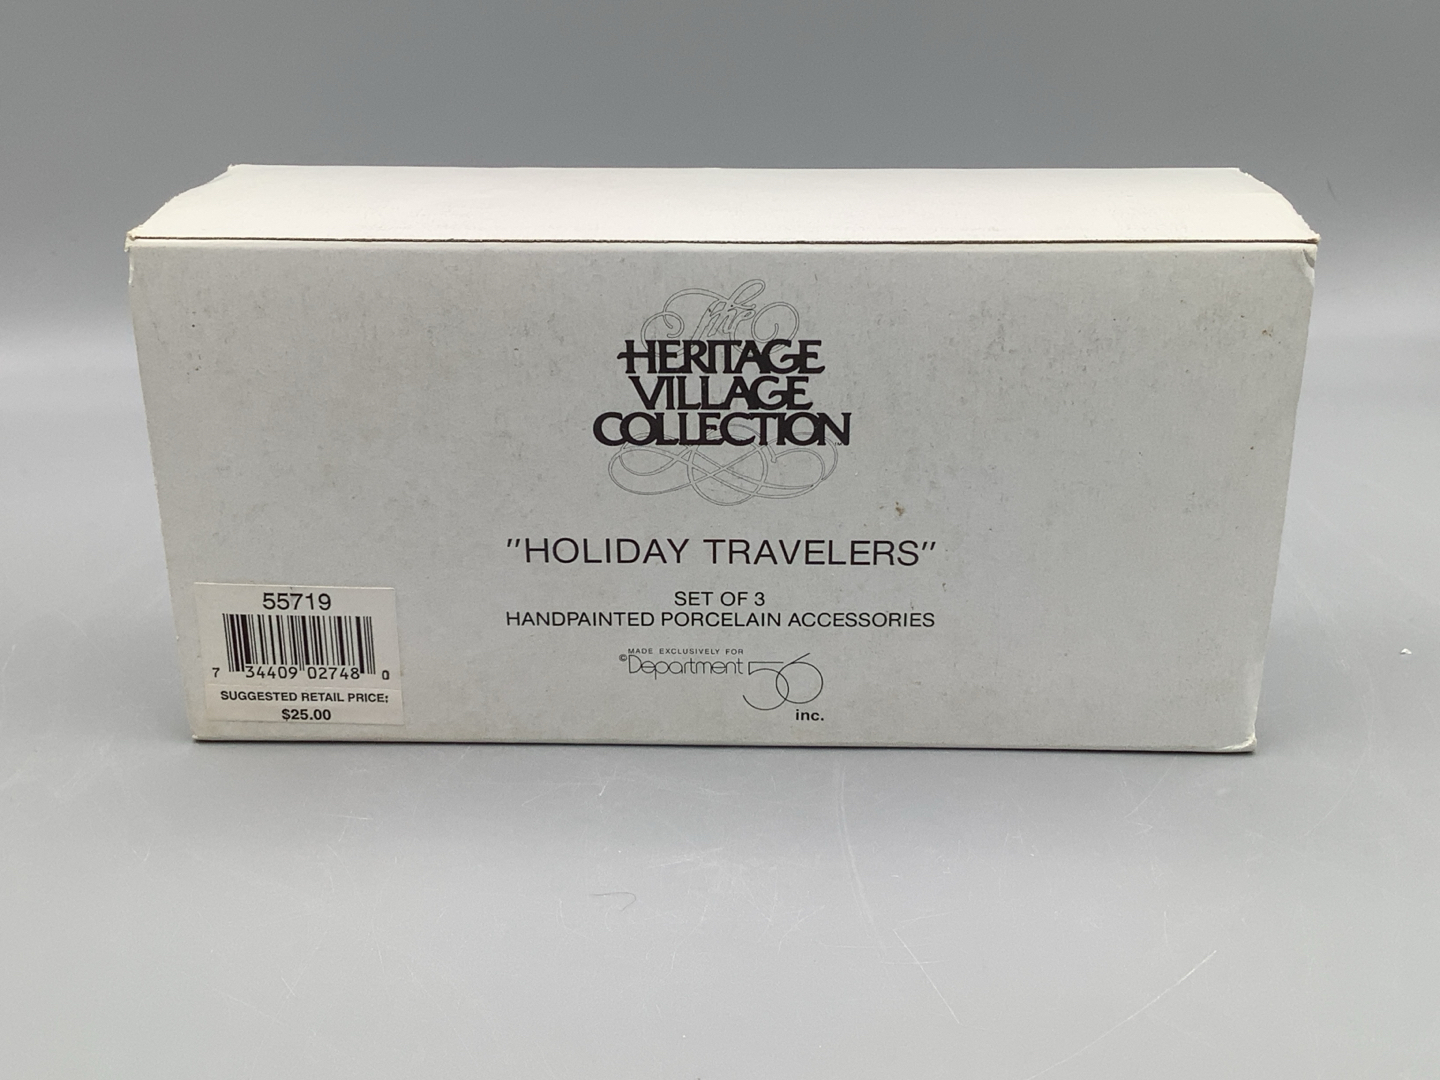 The
HERITAGE
VILLAGE
COLLECTION
"HOLIDAY TRAVELERS"
SET OF 3
HANDPAINTED PORCELAIN ACCESSORIES
MADE EXCLUSIVELY FOR
©Department 56
inc.
55719
7 34409 02748 0
SUGGESTED RETAIL PRICE:
$25.00